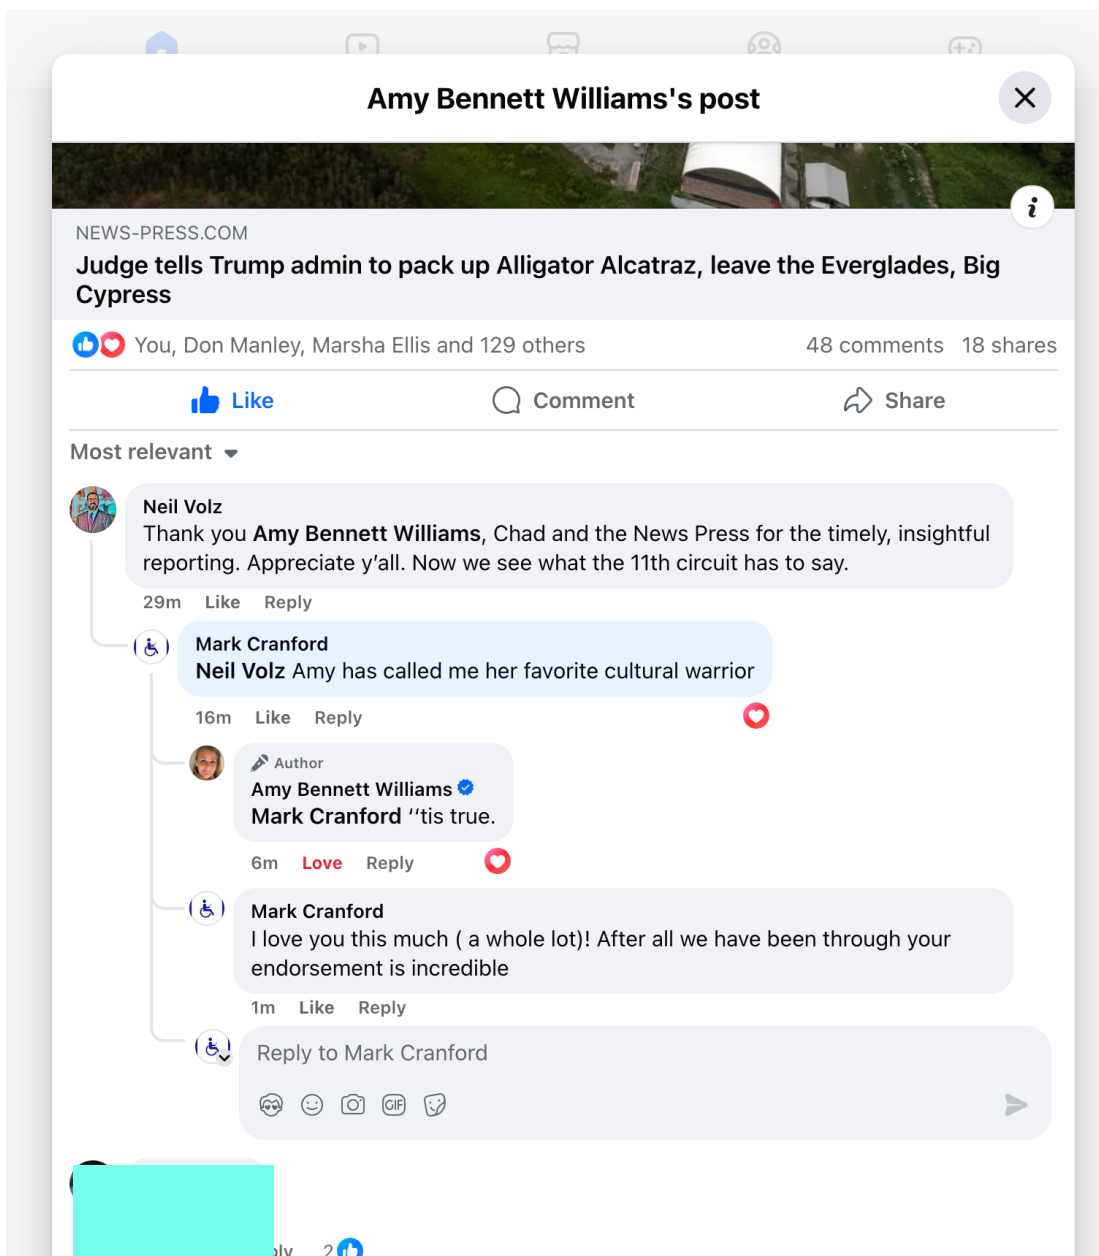 Amy Bennett Williams's post
NEWS-PRESS.COM
Judge tells Trump admin to pack up Alligator Alcatraz, leave the Everglades, Big
Cypress
You, Don Manley, Marsha Ellis and 129 others
48 comments 18 shares
Like
Comment
Share
Most relevant
Neil Volz
Thank you Amy Bennett Williams, Chad and the News Press for the timely, insightful
reporting. Appreciate y’all. Now we see what the 11th circuit has to say.
29m Like Reply
Mark Cranford
Neil Volz Amy has called me her favorite cultural warrior
16m Like Reply
Author
Amy Bennett Williams
Mark Cranford ‘‘tis true.
6m Love Reply
Mark Cranford
I love you this much ( a whole lot)! After all we have been through your
endorsement is incredible
1m Like Reply
Reply to Mark Cranford
GIF
2